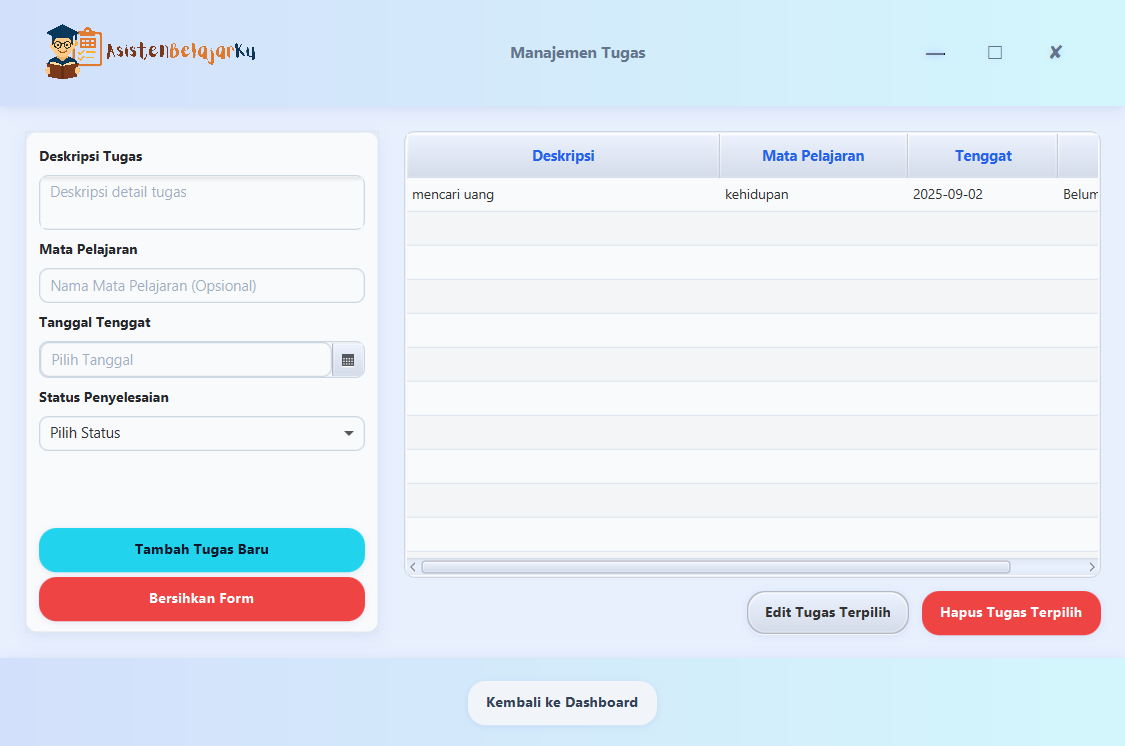 AsistenBelajarKu
Manajemen Tugas
Deskripsi Tugas
Deskripsi detail tugas
Mata Pelajaran
Nama Mata Pelajaran (Opsional)
Tanggal Tenggat
Pilih Tanggal
Status Penyelesaian
Pilih Status
Tambah Tugas Baru
Bersihkan Form
Deskripsi Mata Pelajaran Tenggat
mencari uang kehidupan 2025-09-02 Belum
Edit Tugas Terpilih Hapus Tugas Terpilih
Kembali ke Dashboard